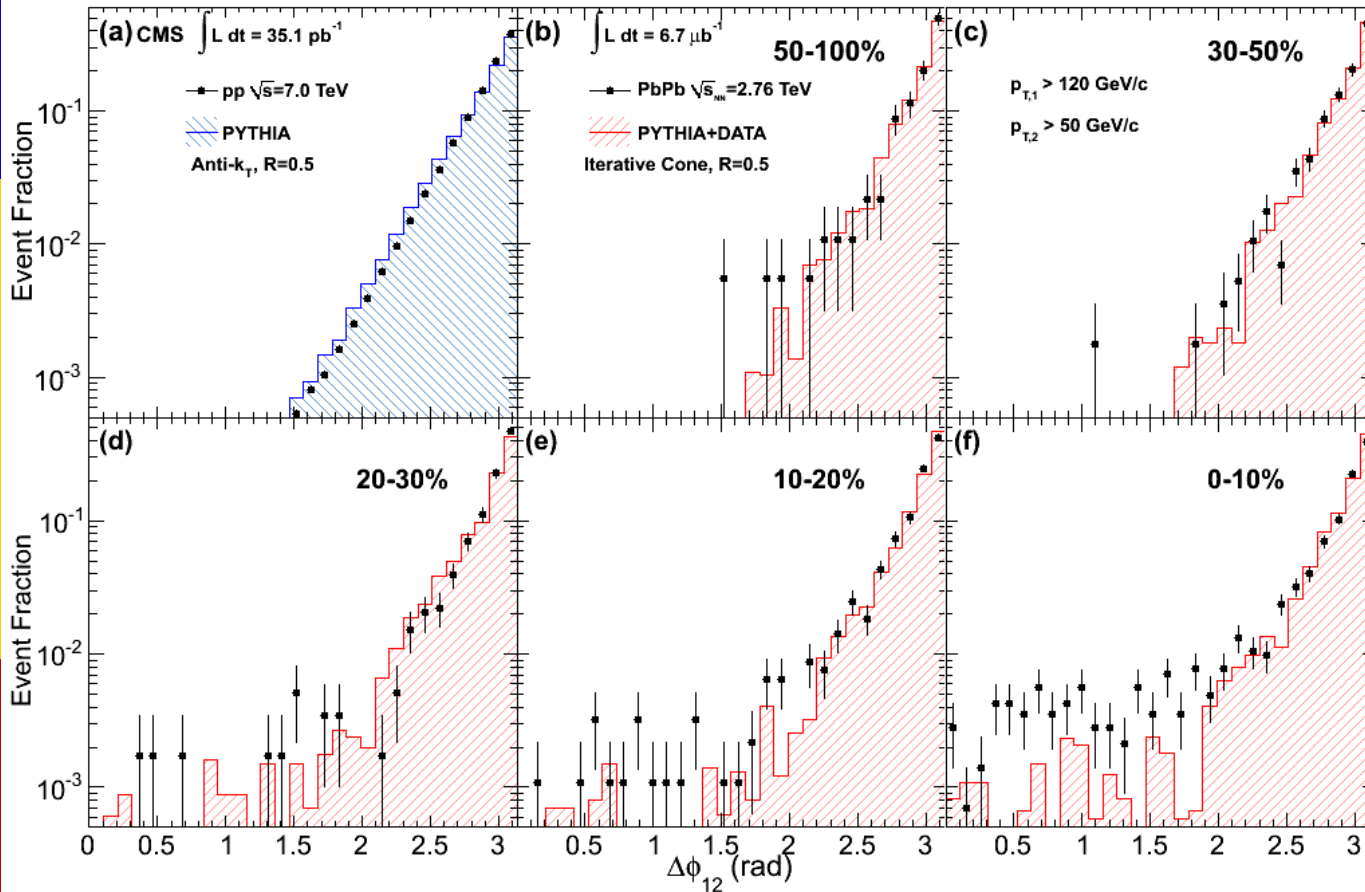 (a) CMS ∫ L dt = 35.1 pb⁻¹
pp √s=7.0 TeV
PYTHIA
Anti-k_T, R=0.5
(b) ∫ L dt = 6.7 μb⁻¹
50-100%
PbPb √s_NN=2.76 TeV
PYTHIA+DATA
Iterative Cone, R=0.5
(c)
30-50%
p_T,1 > 120 GeV/c
p_T,2 > 50 GeV/c
Event Fraction
10⁻¹
10⁻²
10⁻³
(d)
20-30%
(e)
10-20%
(f)
0-10%
Event Fraction
10⁻¹
10⁻²
10⁻³
0 0.5 1 1.5 2 2.5 3 0.5 1 1.5 2 2.5 3 0.5 1 1.5 2 2.5 3
Δϕ₁₂ (rad)